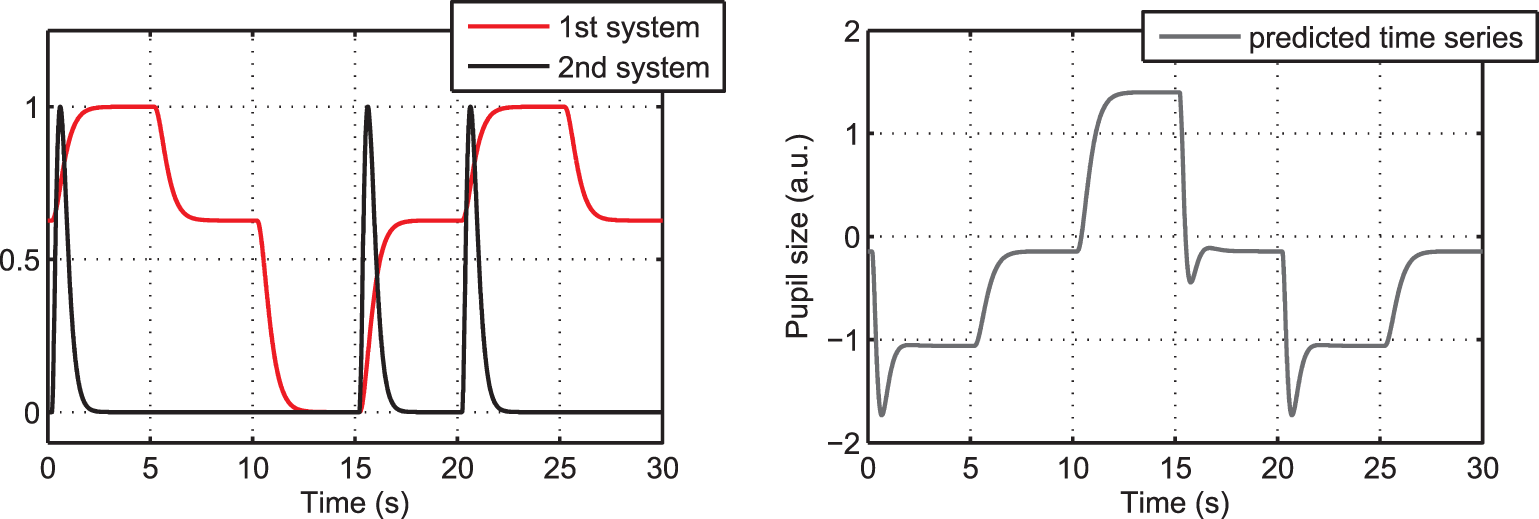 1st system
2nd system
1
0.5
0
0 5 10 15 20 25 30
Time (s)
predicted time series
Pupil size (a.u.)
2
1
0
−1
−2
0 5 10 15 20 25 30
Time (s)